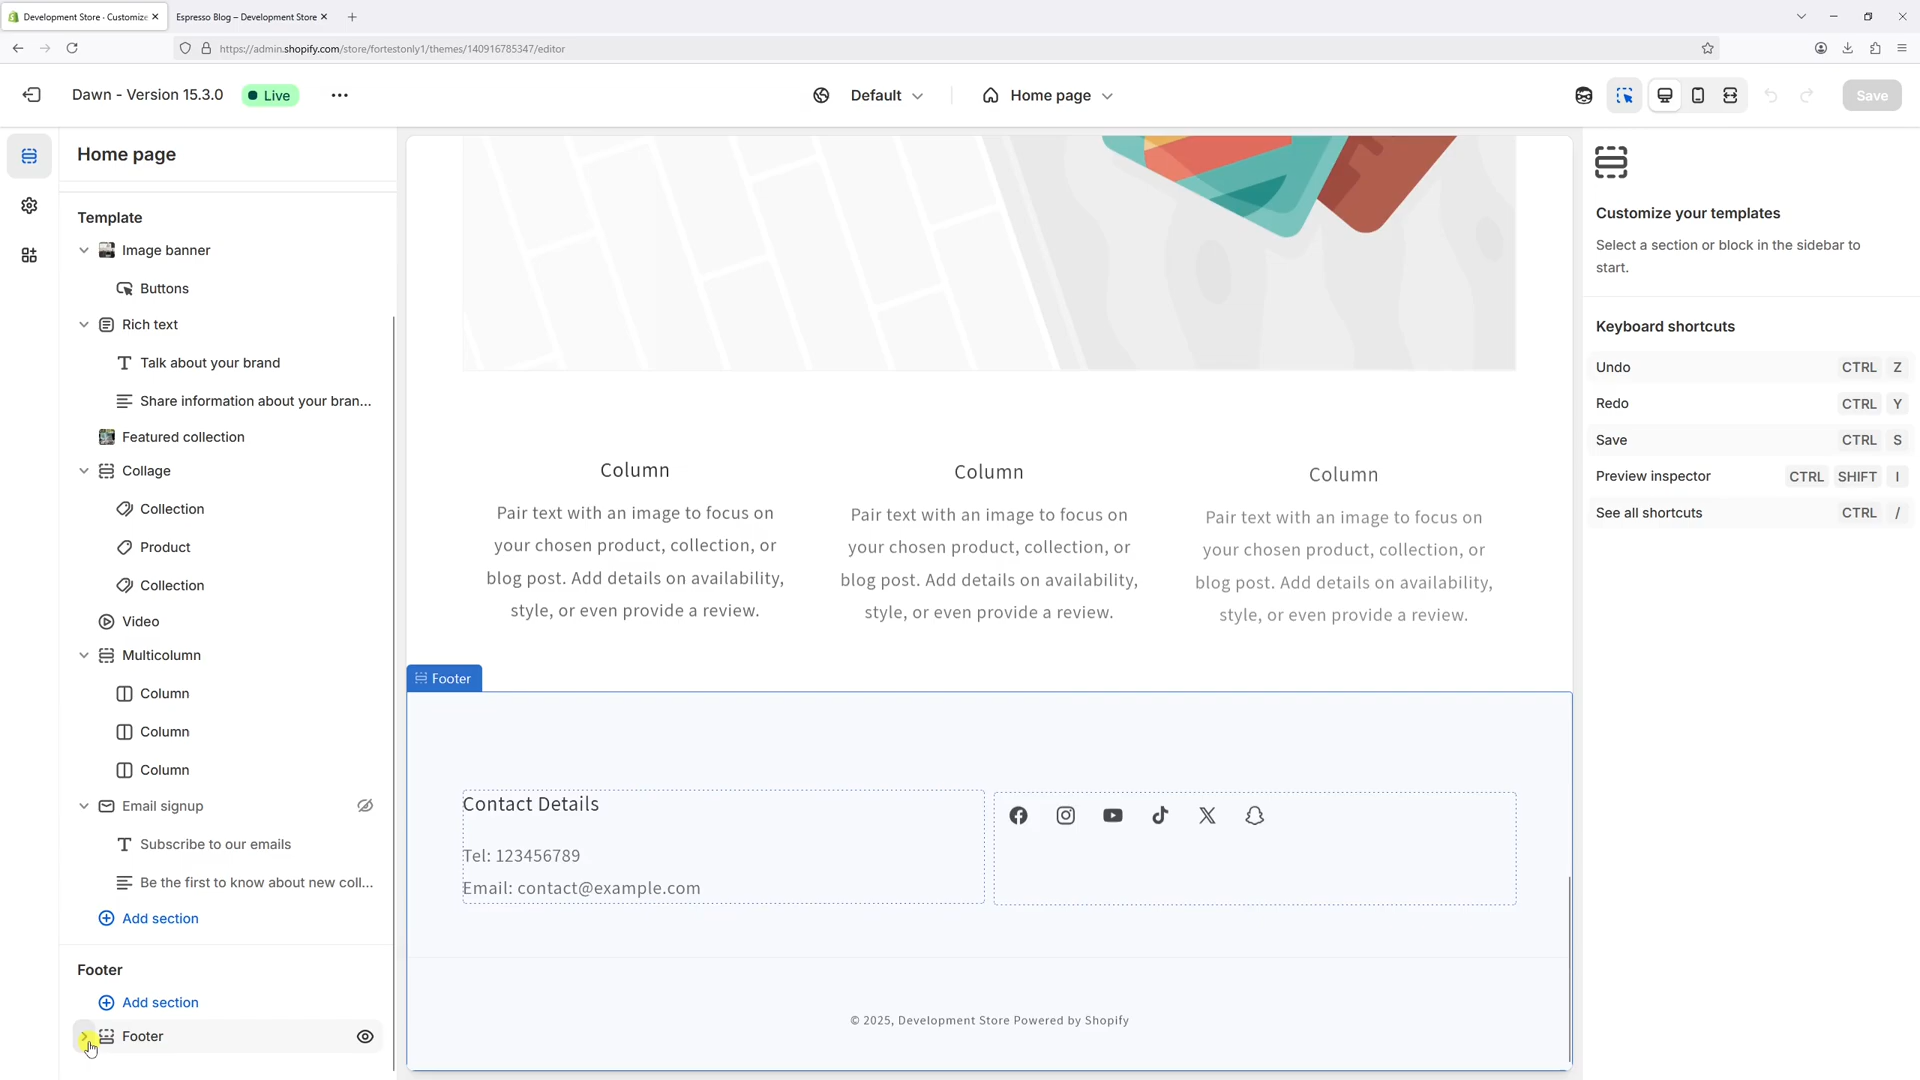 Development Store · Customize
Espresso Blog – Development Store
https://admin.shopify.com/store/fortestonly1/themes/140916785347/editor
Dawn - Version 15.3.0
Live
Default
Home page
Save
Home page
Template
Image banner
Buttons
Rich text
Talk about your brand
Share information about your bran...
Featured collection
Collage
Collection
Product
Collection
Video
Multicolumn
Column
Column
Column
Email signup
Subscribe to our emails
Be the first to know about new coll...
Add section
Footer
Add section
Footer
Column
Pair text with an image to focus on
your chosen product, collection, or
blog post. Add details on availability,
style, or even provide a review.
Column
Pair text with an image to focus on
your chosen product, collection, or
blog post. Add details on availability,
style, or even provide a review.
Column
Pair text with an image to focus on
your chosen product, collection, or
blog post. Add details on availability,
style, or even provide a review.
Footer
Contact Details
Tel: 123456789
Email: contact@example.com
© 2025, Development Store Powered by Shopify
Customize your templates
Select a section or block in the sidebar to
start.
Keyboard shortcuts
Undo CTRL Z
Redo CTRL Y
Save CTRL S
Preview inspector CTRL SHIFT I
See all shortcuts CTRL /